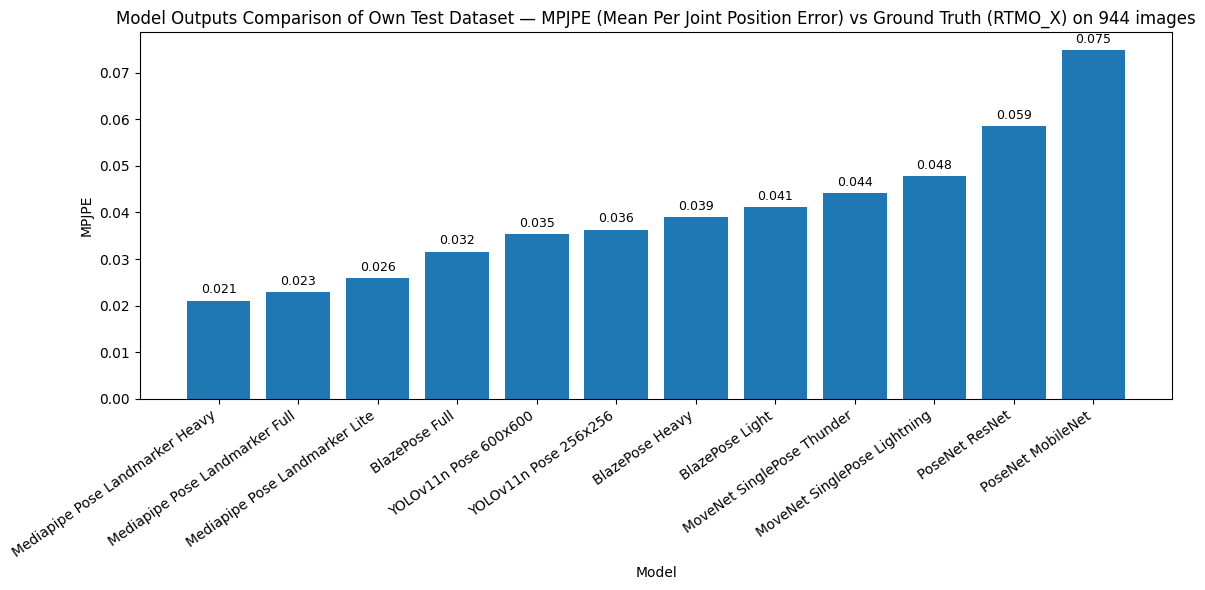 Model Outputs Comparison of Own Test Dataset — MPJPE (Mean Per Joint Position Error) vs Ground Truth (RTMO_X) on 944 images
MPJPE
0.07
0.06
0.05
0.04
0.03
0.02
0.01
0.00
0.021
0.023
0.026
0.032
0.035
0.036
0.039
0.041
0.044
0.048
0.059
0.075
Mediapipe Pose Landmarker Heavy
Mediapipe Pose Landmarker Full
Mediapipe Pose Landmarker Lite
BlazePose Full
YOLOv11n Pose 600x600
YOLOv11n Pose 256x256
BlazePose Heavy
BlazePose Light
MoveNet SinglePose Thunder
MoveNet SinglePose Lightning
PoseNet ResNet
PoseNet MobileNet
Model